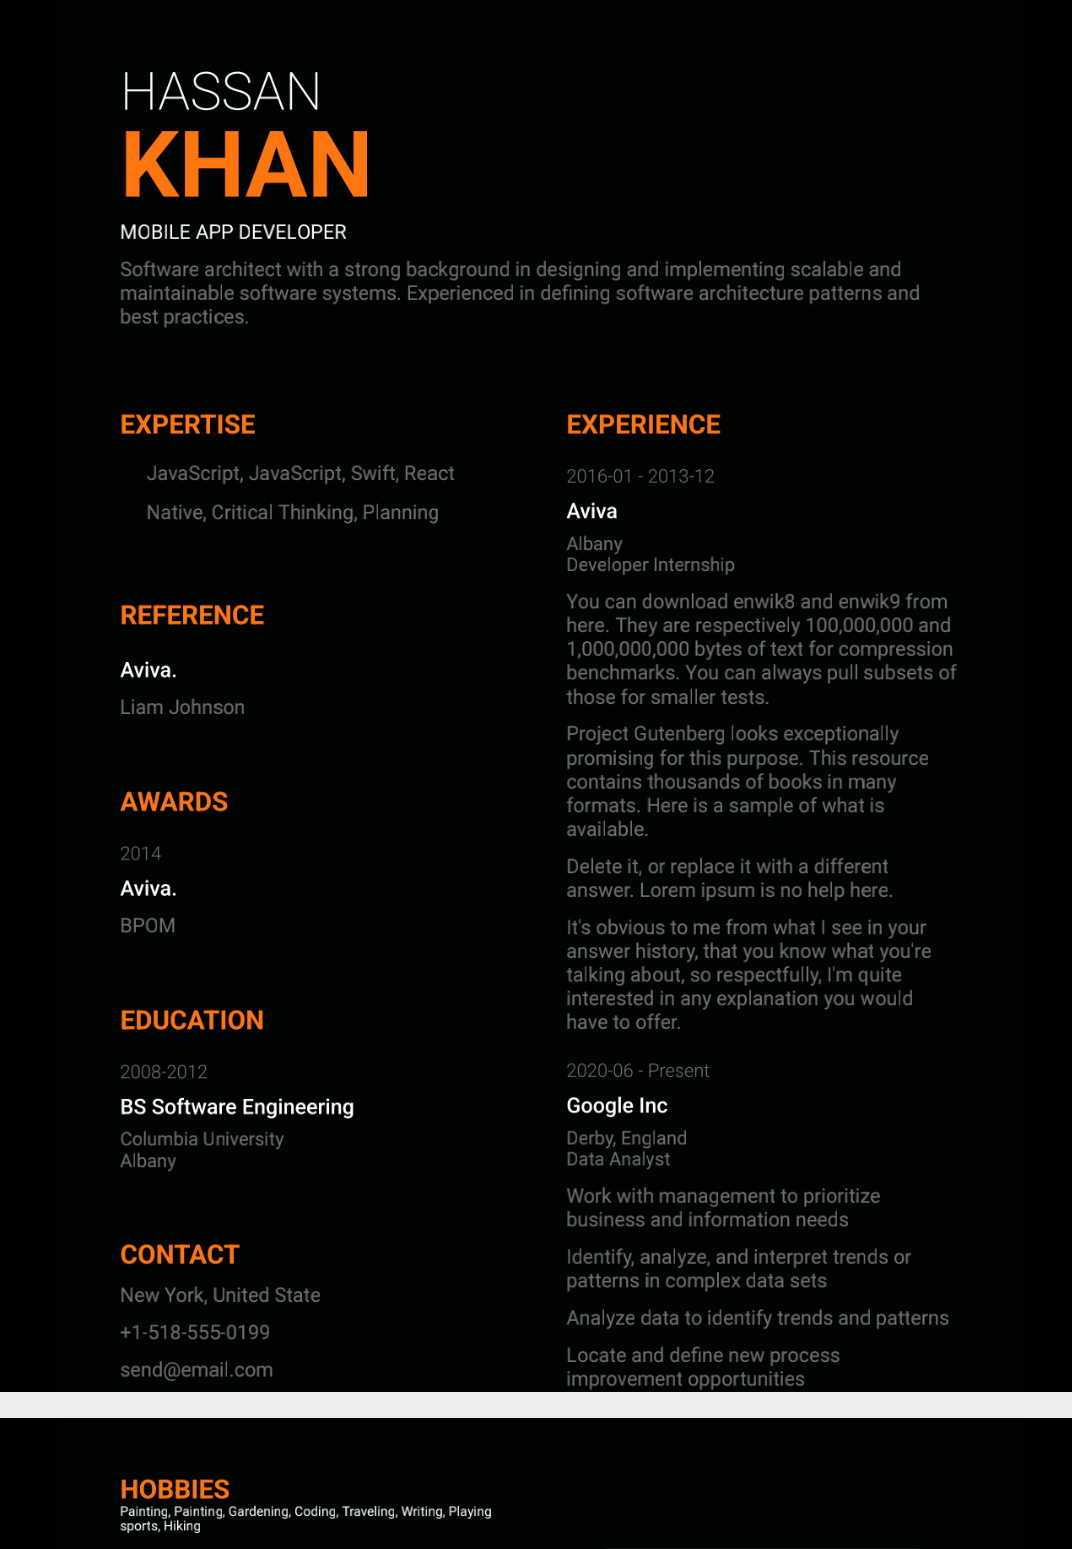 HASSAN
KHAN
MOBILE APP DEVELOPER
Software architect with a strong background in designing and implementing scalable and
maintainable software systems. Experienced in defining software architecture patterns and
best practices.
EXPERTISE
JavaScript, JavaScript, Swift, React
Native, Critical Thinking, Planning
REFERENCE
Aviva.
Liam Johnson
AWARDS
2014
Aviva.
BPOM
EDUCATION
2008-2012
BS Software Engineering
Columbia University
Albany
CONTACT
New York, United State
+1-518-555-0199
send@email.com
EXPERIENCE
2016-01 - 2013-12
Aviva
Albany
Developer Internship
You can download enwik8 and enwik9 from
here. They are respectively 100,000,000 and
1,000,000,000 bytes of text for compression
benchmarks. You can always pull subsets of
those for smaller tests.
Project Gutenberg looks exceptionally
promising for this purpose. This resource
contains thousands of books in many
formats. Here is a sample of what is
available.
Delete it, or replace it with a different
answer. Lorem ipsum is no help here.
It's obvious to me from what I see in your
answer history, that you know what you're
talking about, so respectfully, I'm quite
interested in any explanation you would
have to offer.
2020-06 - Present
Google Inc
Derby, England
Data Analyst
Work with management to prioritize
business and information needs
Identify, analyze, and interpret trends or
patterns in complex data sets
Analyze data to identify trends and patterns
Locate and define new process
improvement opportunities
HOBBIES
Painting, Painting, Gardening, Coding, Traveling, Writing, Playing
sports, Hiking